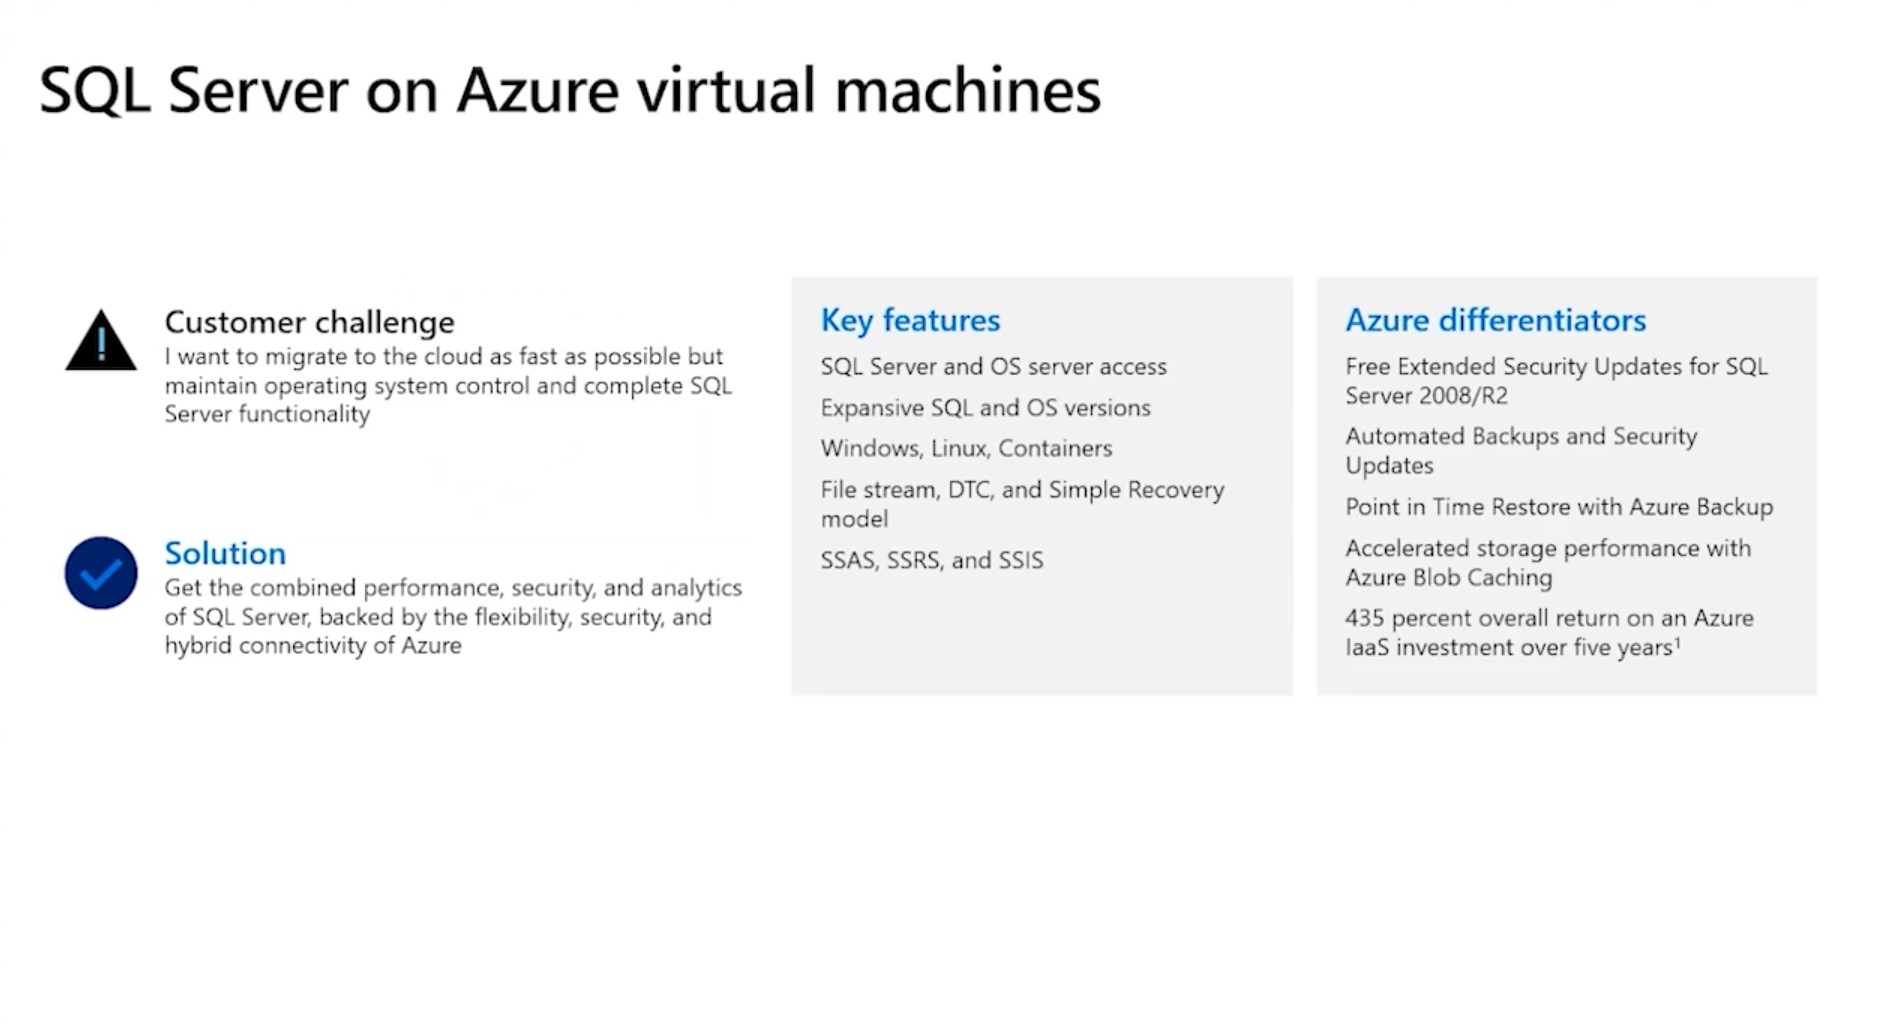 SQL Server on Azure virtual machines
Customer challenge
I want to migrate to the cloud as fast as possible but
maintain operating system control and complete SQL
Server functionality
Solution
Get the combined performance, security, and analytics
of SQL Server, backed by the flexibility, security, and
hybrid connectivity of Azure
Key features
SQL Server and OS server access
Expansive SQL and OS versions
Windows, Linux, Containers
File stream, DTC, and Simple Recovery
model
SSAS, SSRS, and SSIS
Azure differentiators
Free Extended Security Updates for SQL
Server 2008/R2
Automated Backups and Security
Updates
Point in Time Restore with Azure Backup
Accelerated storage performance with
Azure Blob Caching
435 percent overall return on an Azure
IaaS investment over five years¹